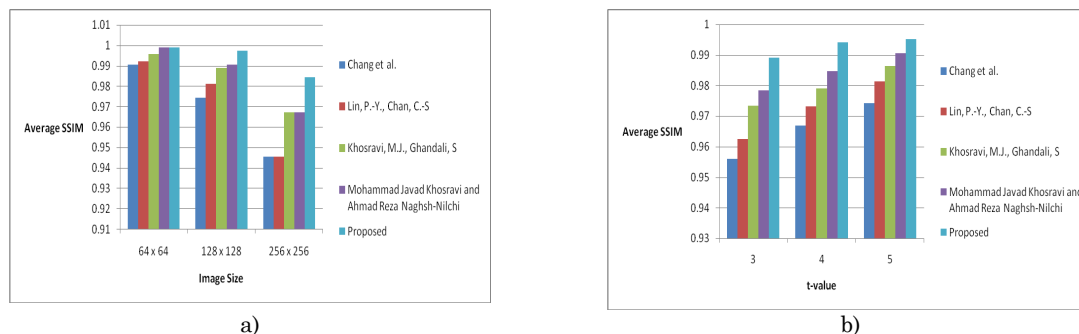 1.01
1
0.99
0.98
0.97
0.96
0.95
0.94
0.93
0.92
0.91
Average SSIM
64 x 64
128 x 128
256 x 256
Image Size
Chang et al.
Lin, P.-Y., Chan, C.-S
Khosravi, M.J., Ghandali, S
Mohammad Javad Khosravi and
Ahmad Reza Naghsh-Nilchi
Proposed
a)
1
0.99
0.98
0.97
0.96
0.95
0.94
0.93
Average SSIM
3
4
5
t-value
Chang et al.
Lin, P.-Y., Chan, C.-S
Khosravi, M.J., Ghandali, S
Mohammad Javad Khosravi and
Ahmad Reza Naghsh-Nilchi
Proposed
b)